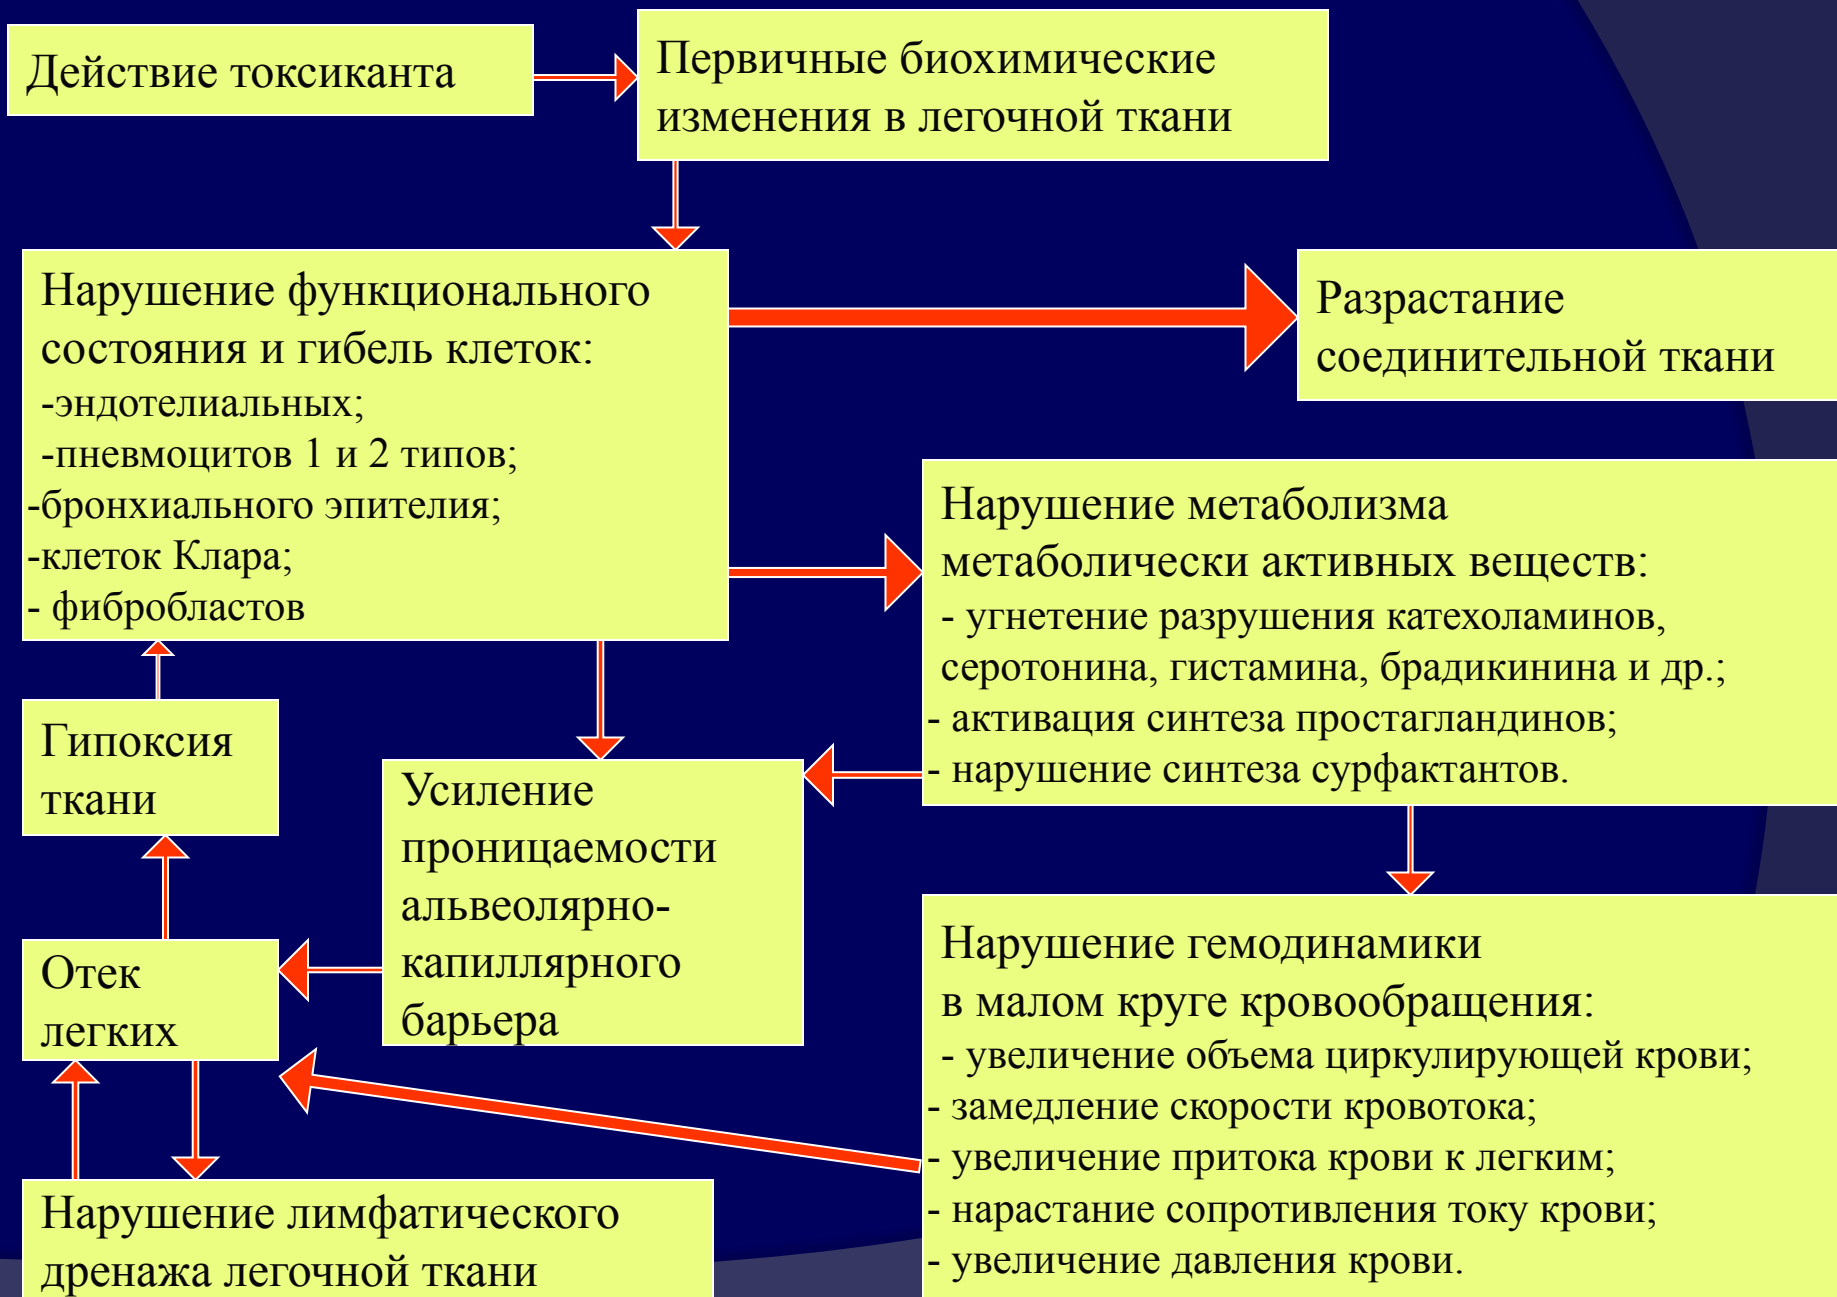 Действие токсиканта
Первичные биохимические
изменения в легочной ткани
Нарушение функционального
состояния и гибель клеток:
-эндотелиальных;
-пневмоцитов 1 и 2 типов;
-бронхиального эпителия;
-клеток Клара;
- фибробластов
Разрастание
соединительной ткани
Нарушение метаболизма
метаболически активных веществ:
- угнетение разрушения катехоламинов,
серотонина, гистамина, брадикинина и др.;
- активация синтеза простагландинов;
- нарушение синтеза сурфактантов.
Гипоксия
ткани
Усиление
проницаемости
альвеолярно-
капиллярного
барьера
Отек
легких
Нарушение гемодинамики
в малом круге кровообращения:
- увеличение объема циркулирующей крови;
- замедление скорости кровотока;
- увеличение притока крови к легким;
- нарастание сопротивления току крови;
- увеличение давления крови.
Нарушение лимфатического
дренажа легочной ткани